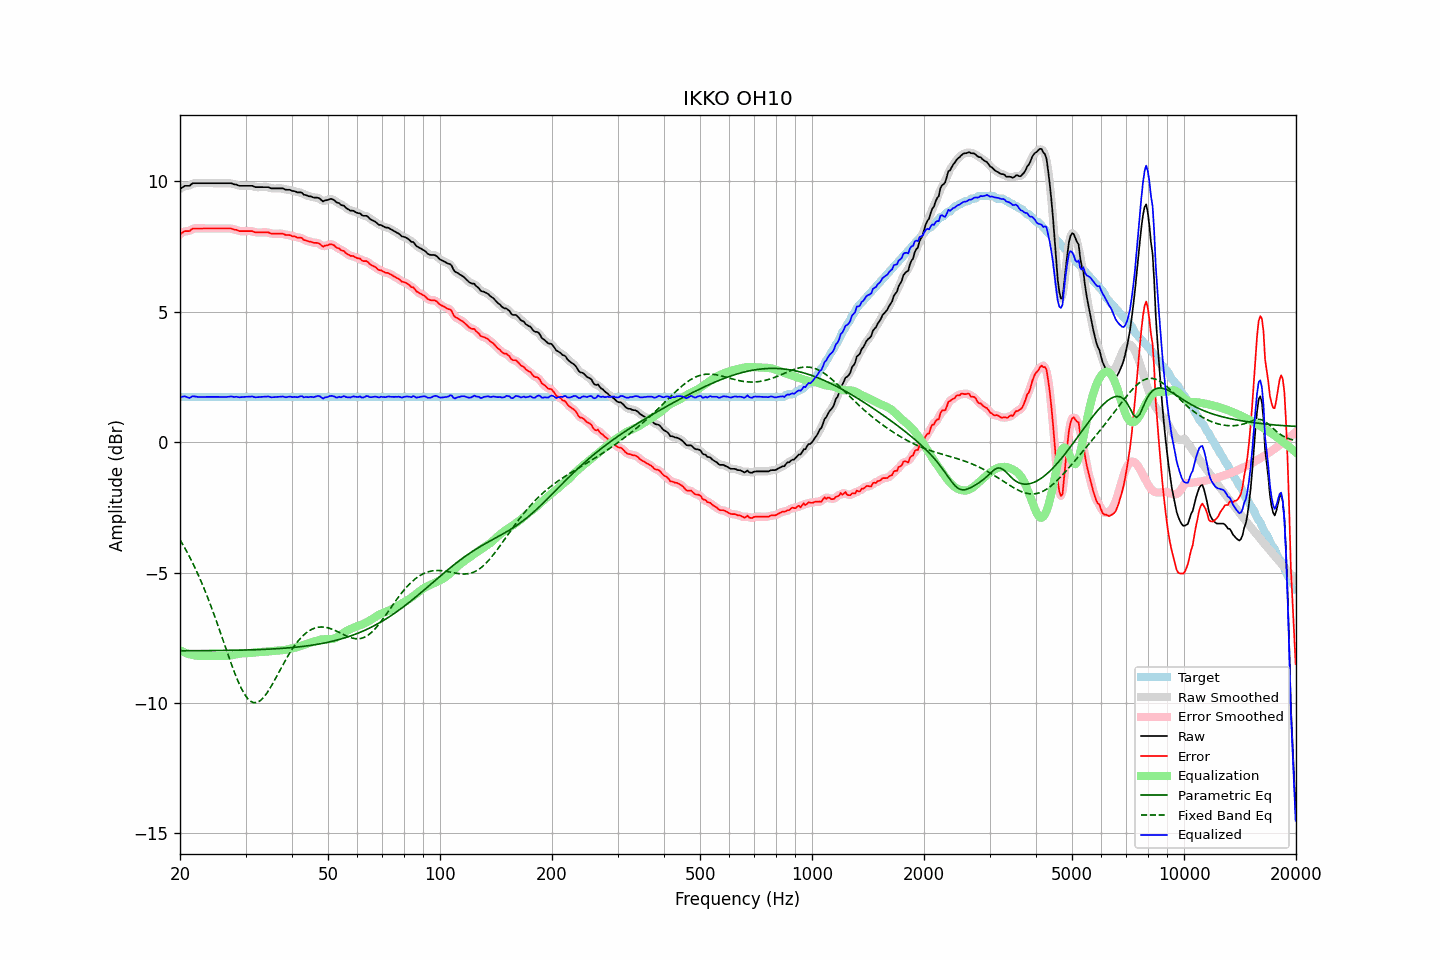 IKKO OH10
Amplitude (dBr)
10
5
0
−5
−10
−15
20
50
100
200
500
1000
2000
5000
10000
20000
Frequency (Hz)
Target
Raw Smoothed
Error Smoothed
Raw
Error
Equalization
Parametric Eq
Fixed Band Eq
Equalized